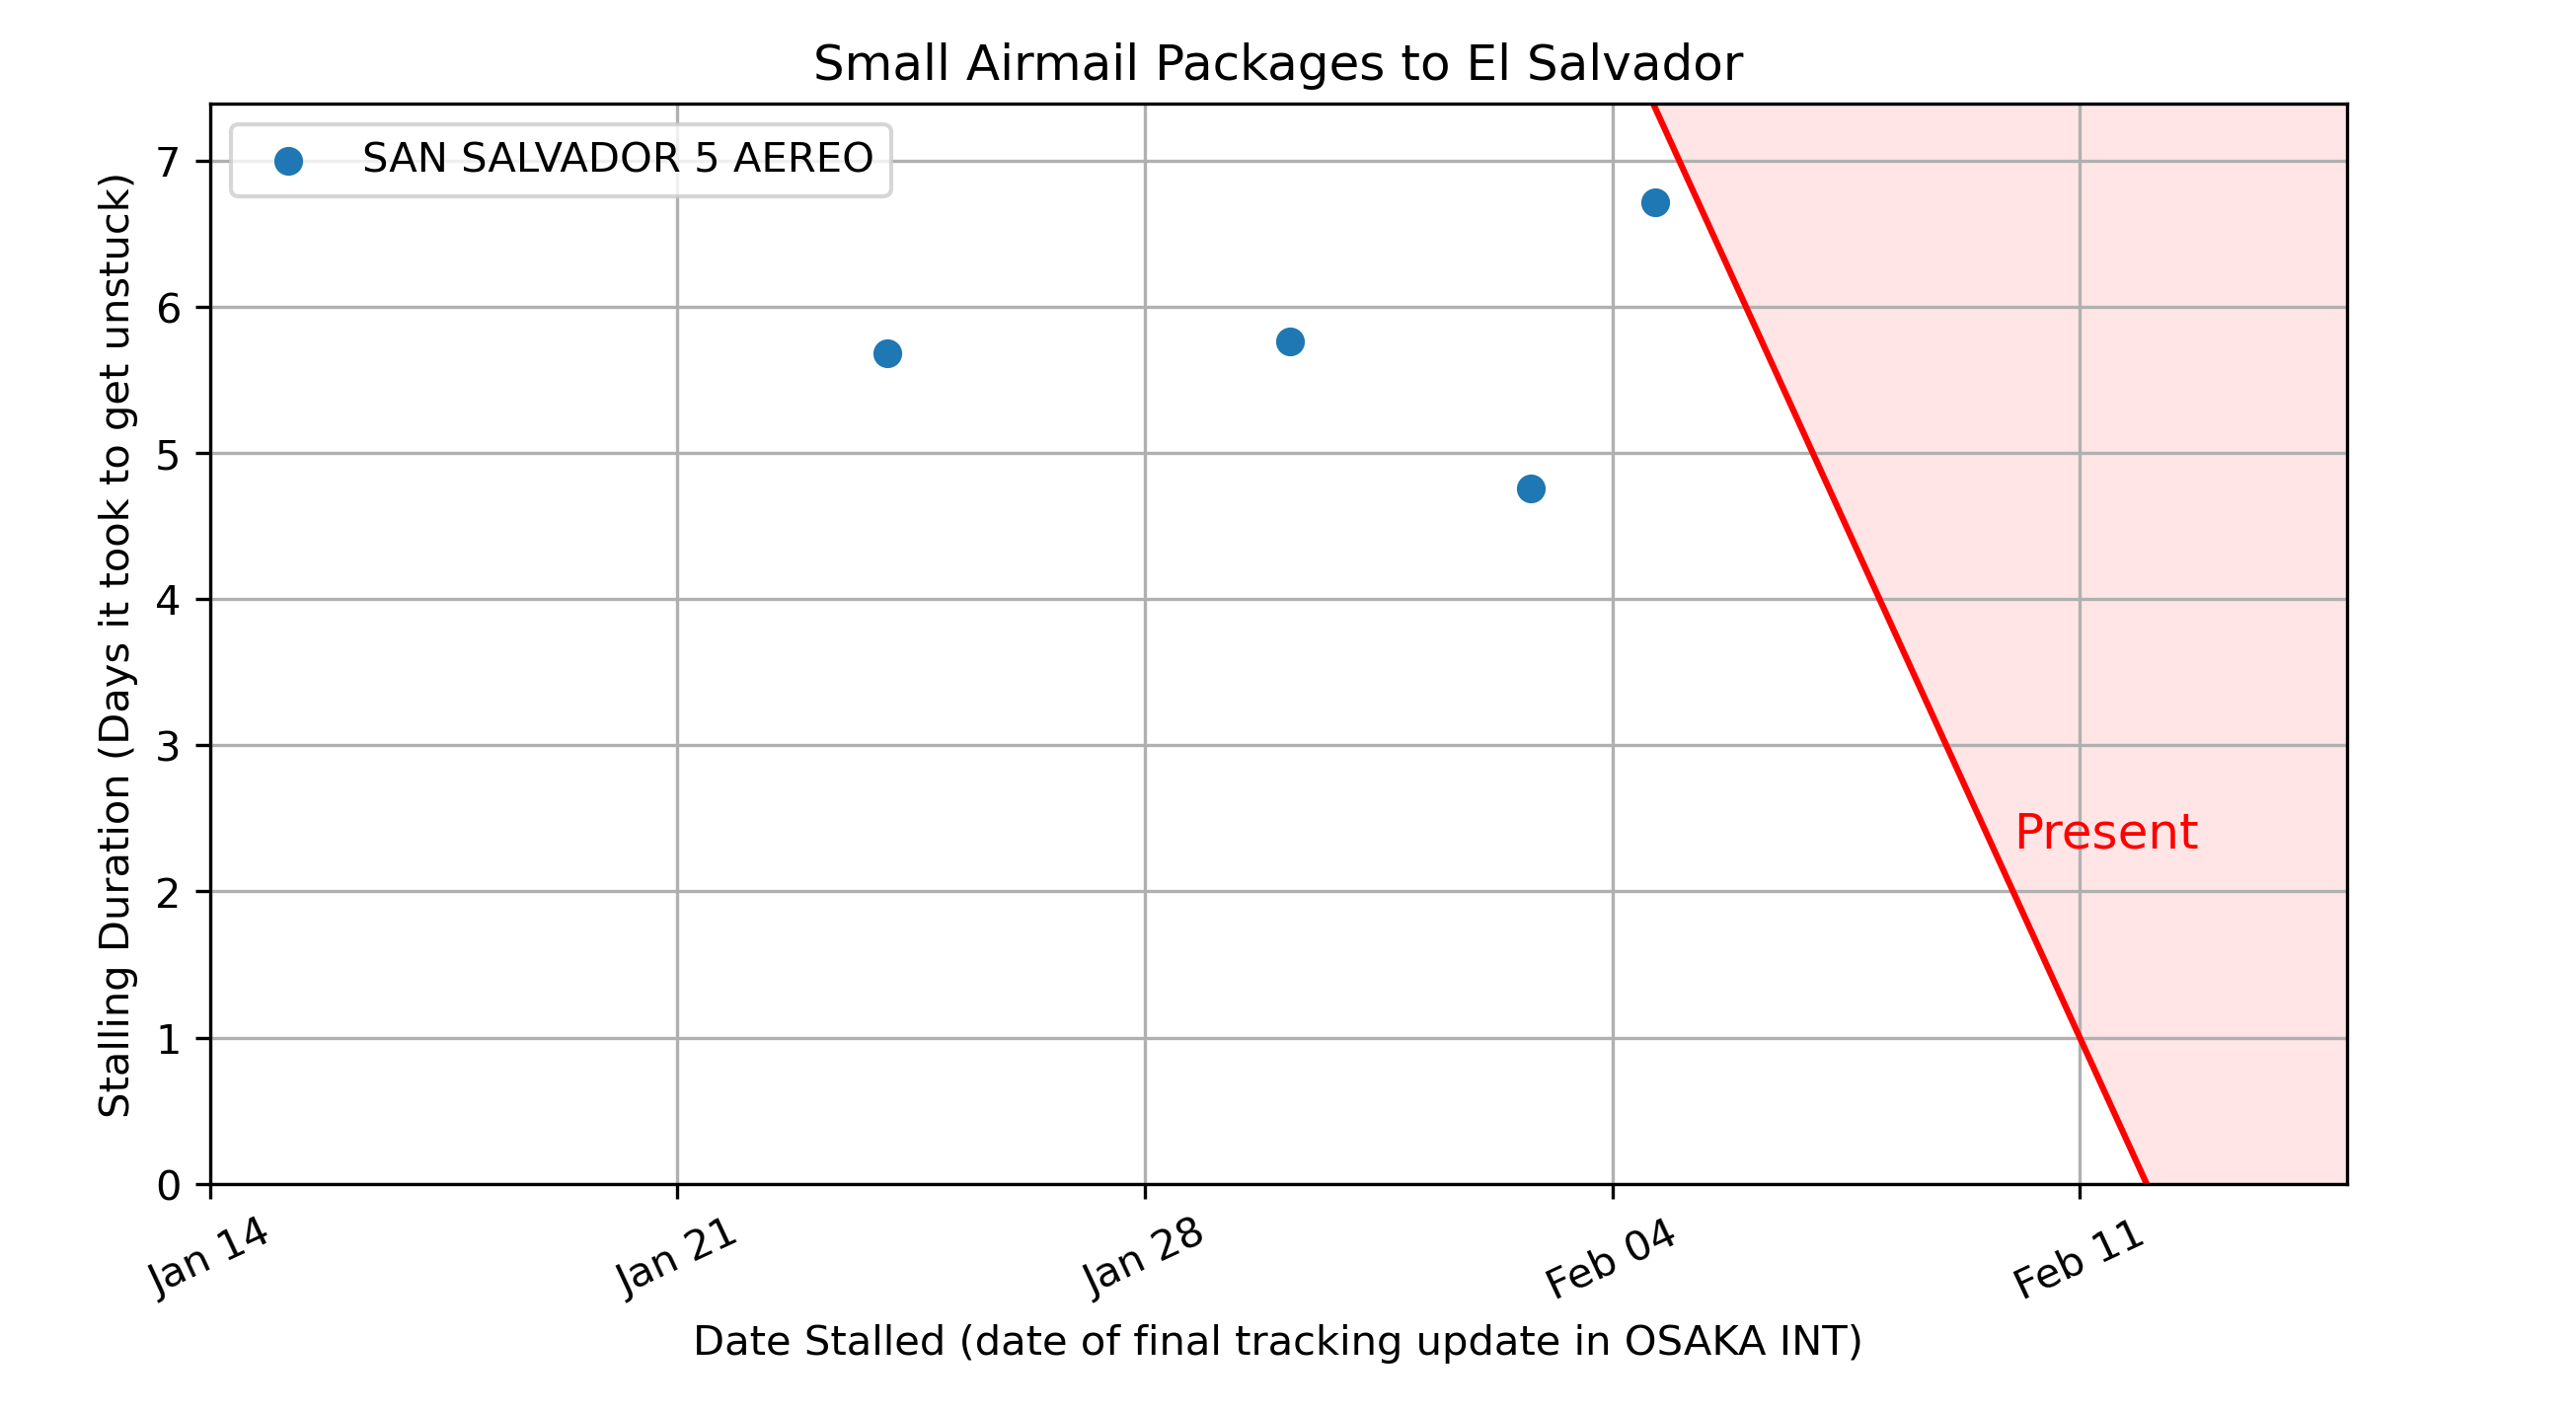 Small Airmail Packages to El Salvador
SAN SALVADOR 5 AEREO
Stalling Duration (Days it took to get unstuck)
7
6
5
4
3
2
1
0
Present
Jan 14
Jan 21
Jan 28
Feb 04
Feb 11
Date Stalled (date of final tracking update in OSAKA INT)